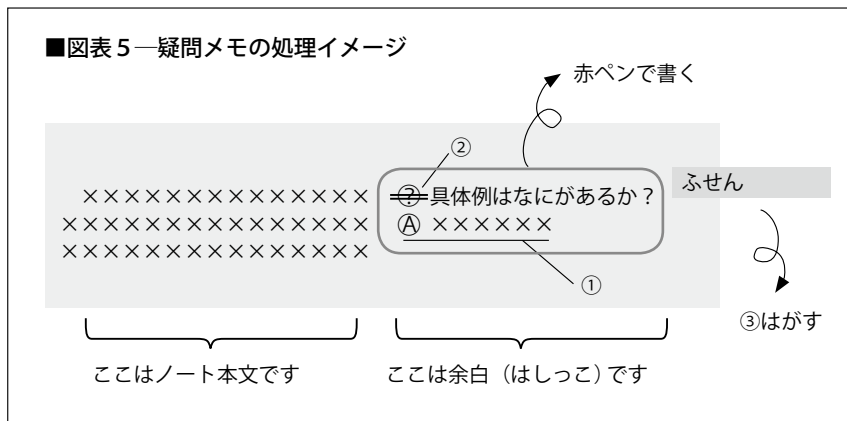 ■図表5—疑問メモの処理イメージ
赤ペンで書く
②
××××××××××××××
?具体例はなにがあるか?
ふせん
×××××××××××××××
Ⓐ ××××××
×××××××××××××××
①
③はがす
ここはノート本文です
ここは余白(はしっこ)です